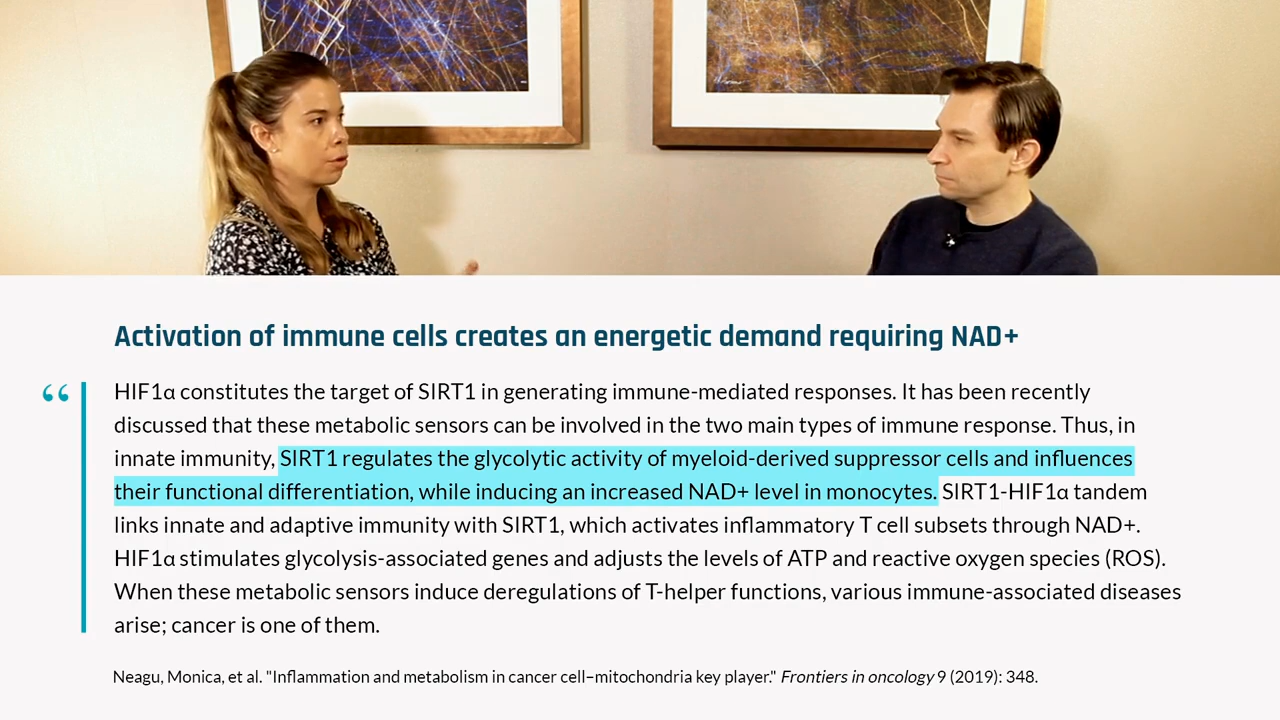 Activation of immune cells creates an energetic demand requiring NAD+
“
HIF1α constitutes the target of SIRT1 in generating immune-mediated responses. It has been recently
discussed that these metabolic sensors can be involved in the two main types of immune response. Thus, in
innate immunity, SIRT1 regulates the glycolytic activity of myeloid-derived suppressor cells and influences
their functional differentiation, while inducing an increased NAD+ level in monocytes. SIRT1-HIF1α tandem
links innate and adaptive immunity with SIRT1, which activates inflammatory T cell subsets through NAD+.
HIF1α stimulates glycolysis-associated genes and adjusts the levels of ATP and reactive oxygen species (ROS).
When these metabolic sensors induce deregulations of T-helper functions, various immune-associated diseases
arise; cancer is one of them.
Neagu, Monica, et al. "Inflammation and metabolism in cancer cell–mitochondria key player." Frontiers in oncology 9 (2019): 348.